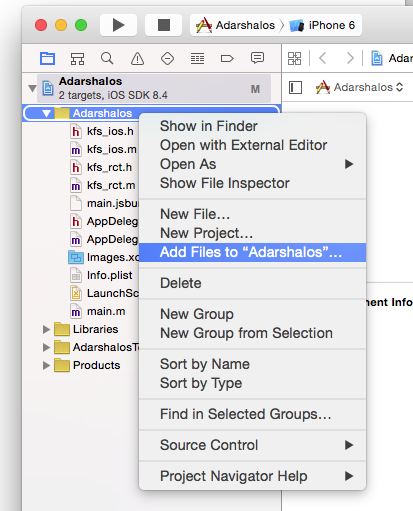 Adarshalos iPhone 6
Adarshalos
2 targets, iOS SDK 8.4
M
Adar
Adarshalos
Adarshalos
kfs_ios.h
kfs_ios.m
kfs_rct.h
kfs_rct.m
main.jsbu
AppDeleg
AppDeleg
Images.xc
Info.plist
LaunchSc
main.m
Libraries
AdarshalosTe
Products
Show in Finder
Open with External Editor
Open As
Show File Inspector
New File…
New Project…
Add Files to “Adarshalos”…
Delete
New Group
New Group from Selection
Sort by Name
Sort by Type
Find in Selected Groups…
Source Control
Project Navigator Help
ment Info